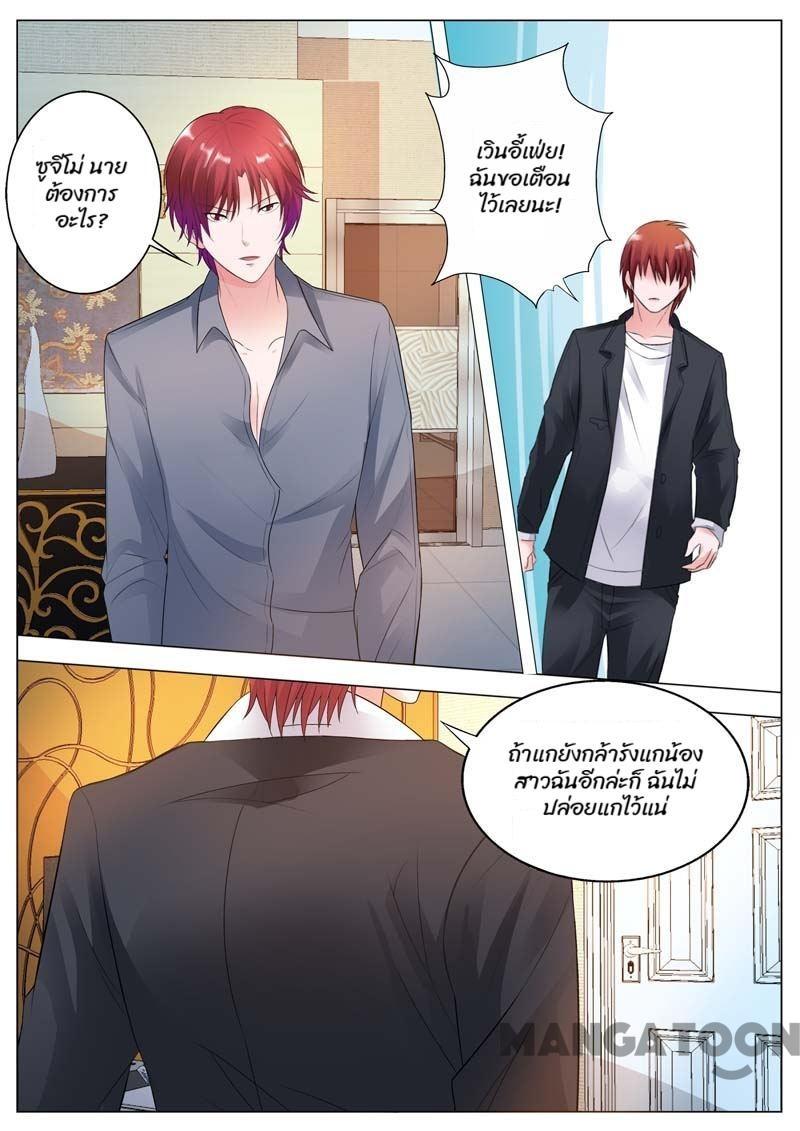 ซูจีโม่ นาย
ต้องการ
อะไร?
เวินอี้เฟ่ย!
ฉันขอเตือน
ไว้เลยนะ!
ถ้าแกยังกล้ารังแกน้อง
สาวฉันอีกล่ะก็ ฉันไม่
ปล่อยแกไว้แน่
MANGATOON